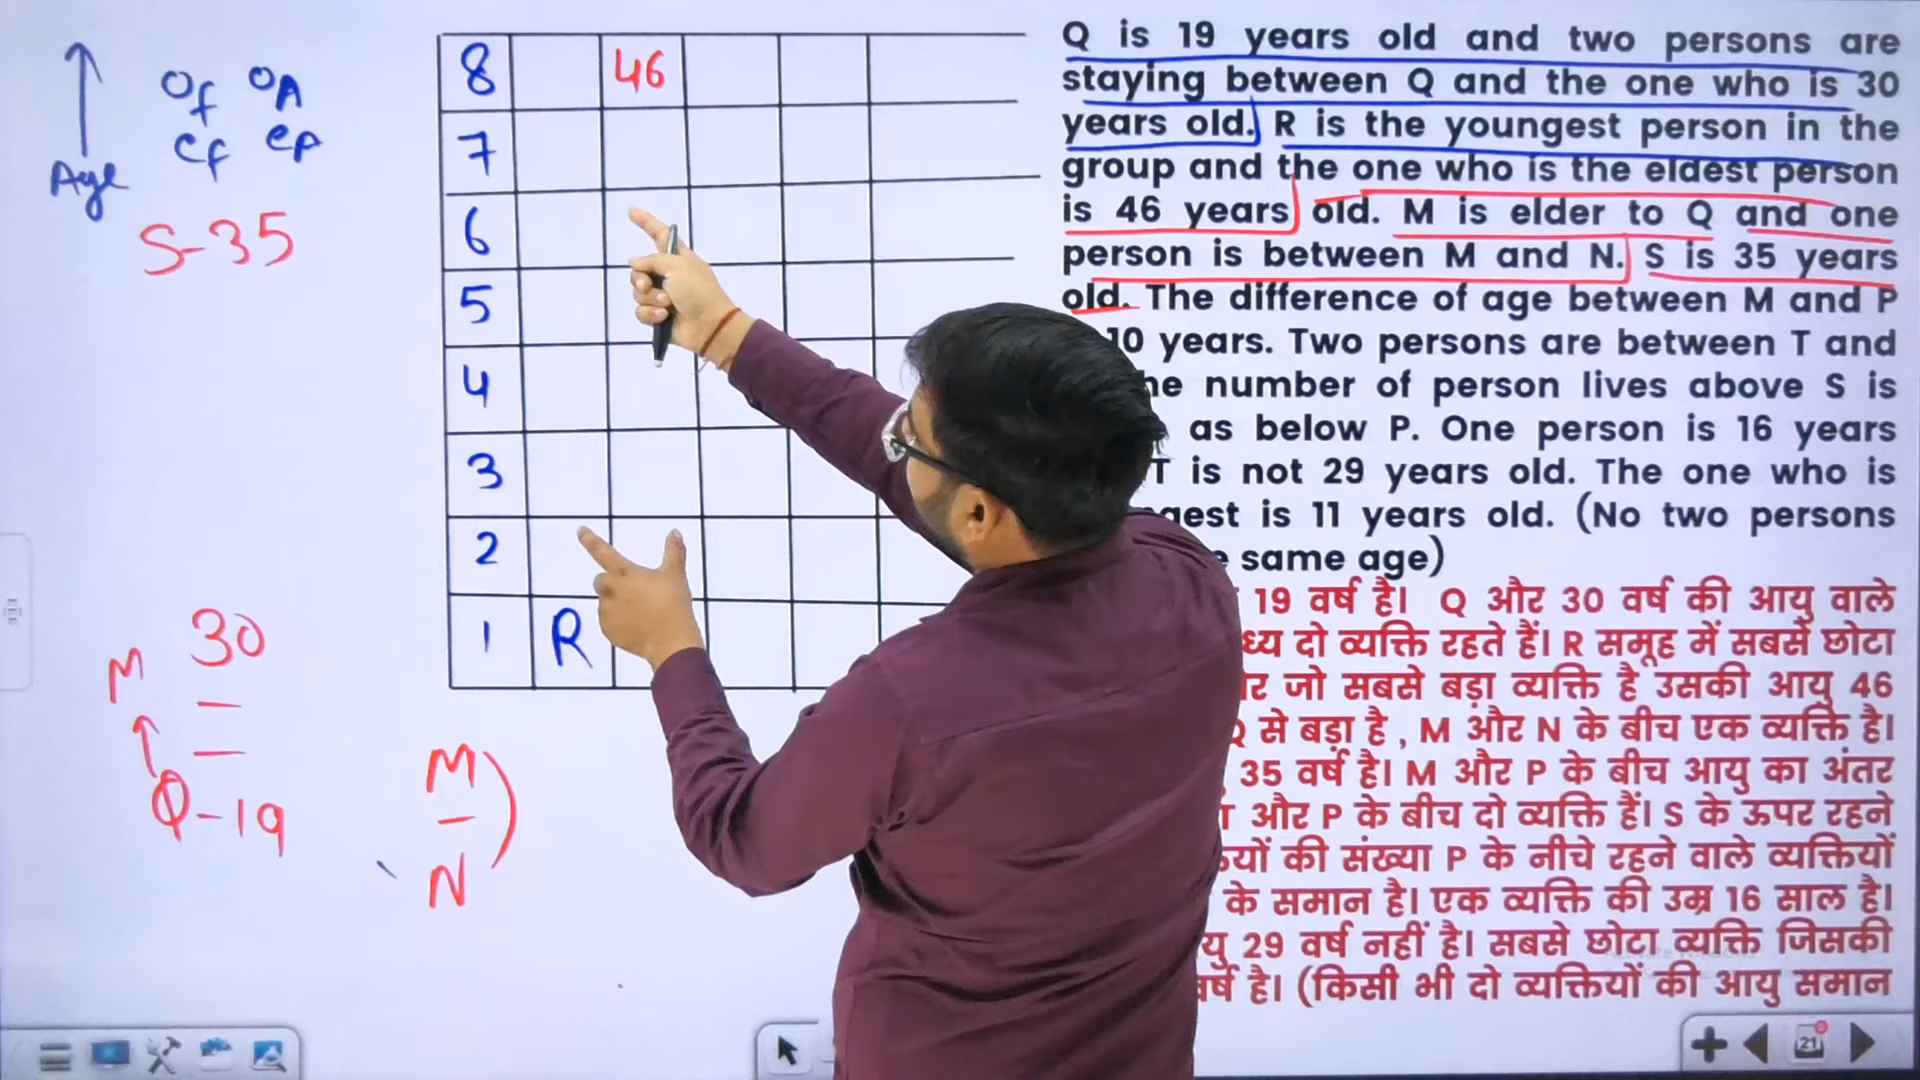 Age
Of OA
Cf CA
S-35
8 46
7
6
5
4
3
2
1 R
M 30
Q-19
M
N
Q is 19 years old and two persons are
staying between Q and the one who is 30
years old. R is the youngest person in the
group and the one who is the eldest person
is 46 years old. M is elder to Q and one
person is between M and N. S is 35 years
old. The difference of age between M and P
10 years. Two persons are between T and
number of person lives above S is
as below P. One person is 16 years
T is not 29 years old. The one who is
is 11 years old. (No two persons
same age)
19 वर्ष है। Q और 30 वर्ष की आयु वाले
दो व्यक्ति रहते हैं। R समूह में सबसे छोटा
जो सबसे बड़ा व्यक्ति है उसकी आयु 46
Q से बड़ा है , M और N के बीच एक व्यक्ति है।
35 वर्ष है। M और P के बीच आयु का अंतर
और P के बीच दो व्यक्ति हैं। S के ऊपर रहने
की संख्या P के नीचे रहने वाले व्यक्तियों
के समान है। एक व्यक्ति की उम्र 16 साल है।
29 वर्ष नहीं है। सबसे छोटा व्यक्ति जिसकी
वर्ष है। (किसी भी दो व्यक्तियों की आयु समान
21